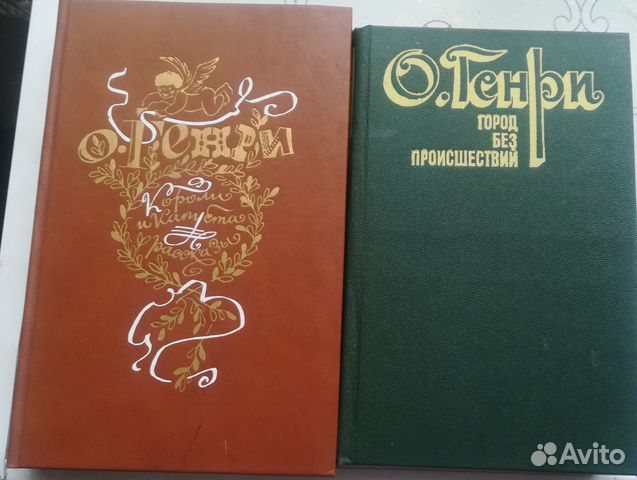 О. ГЕНРИ
Короли
и капуста
рассказы
О. Генри
ГОРОД
БЕЗ
ПРОИСШЕСТВИЙ
Avito